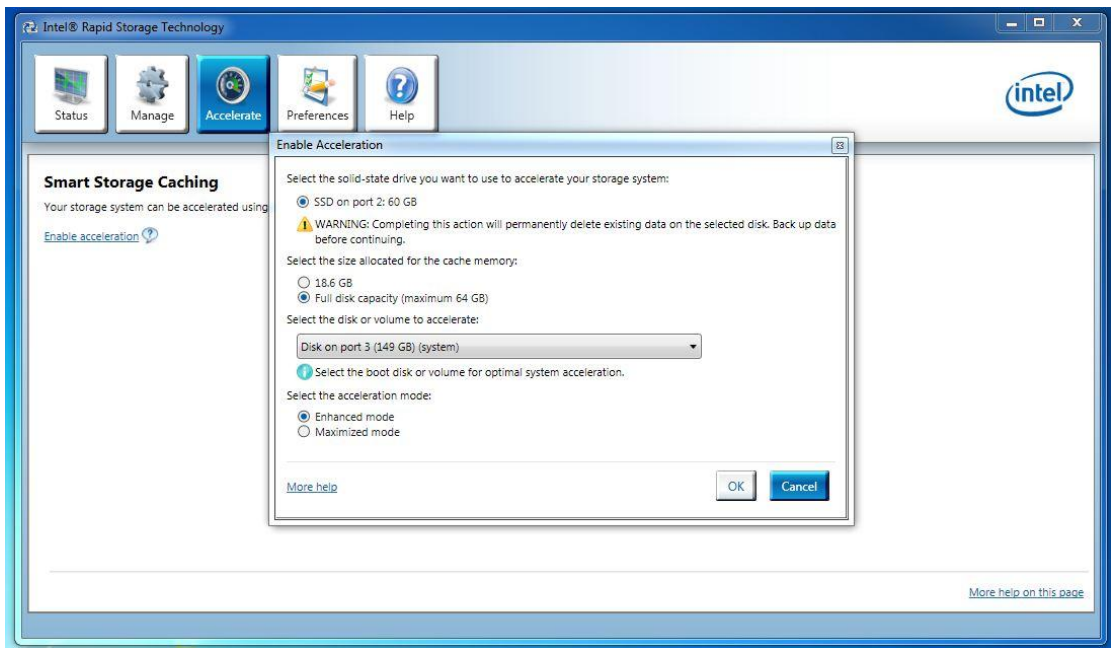 Intel® Rapid Storage Technology
Status
Manage
Accelerate
Preferences
Help
intel
Enable Acceleration
Smart Storage Caching
Your storage system can be accelerated using
Enable acceleration
Select the solid-state drive you want to use to accelerate your storage system:
SSD on port 2: 60 GB
WARNING: Completing this action will permanently delete existing data on the selected disk. Back up data
before continuing.
Select the size allocated for the cache memory:
18.6 GB
Full disk capacity (maximum 64 GB)
Select the disk or volume to accelerate:
Disk on port 3 (149 GB) (system)
Select the boot disk or volume for optimal system acceleration.
Select the acceleration mode:
Enhanced mode
Maximized mode
More help
OK
Cancel
More help on this page